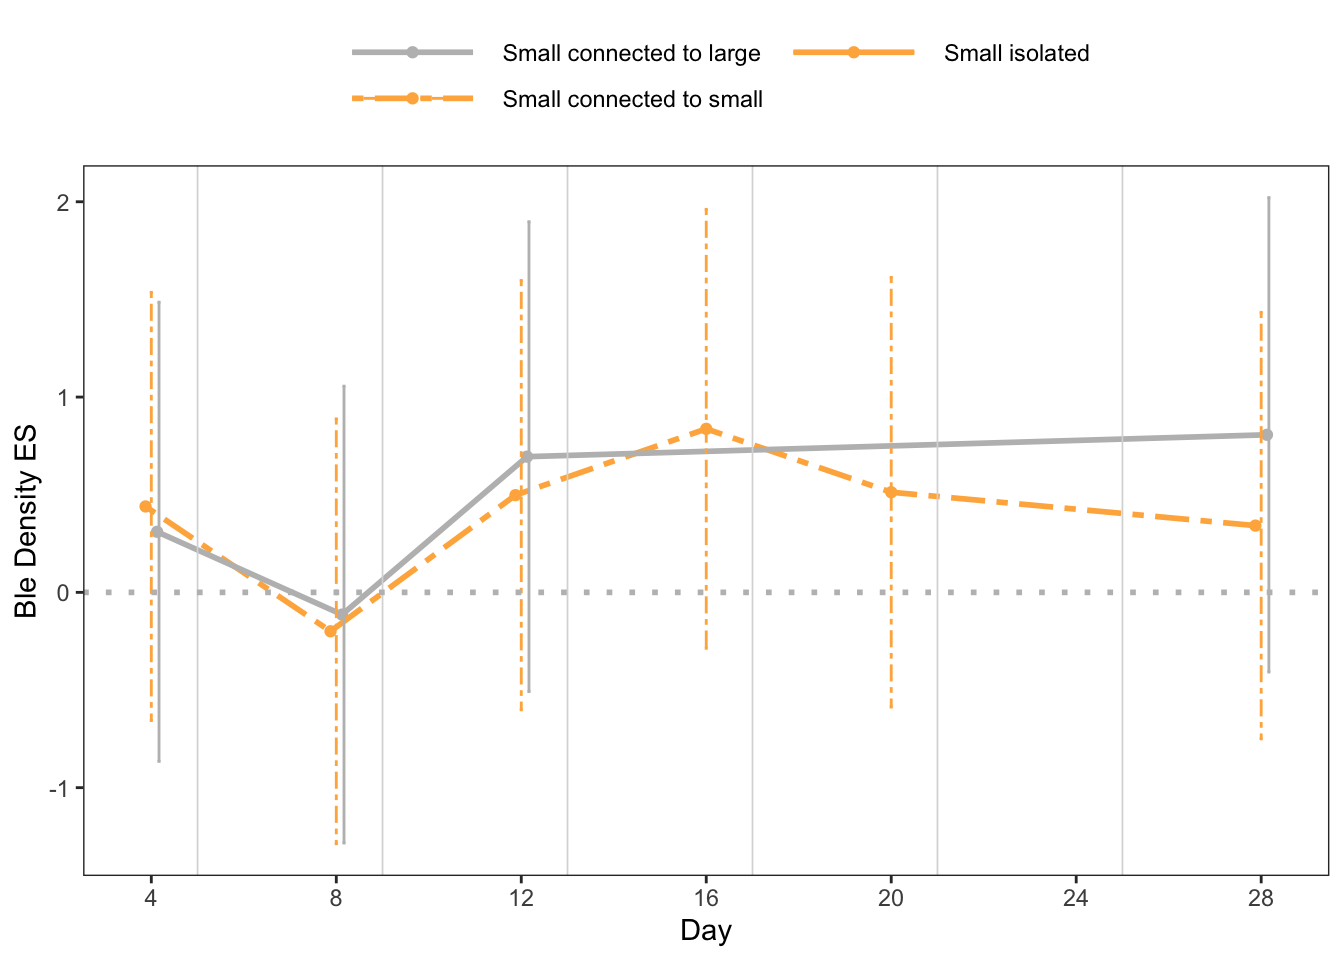 Small connected to large
Small isolated
Small connected to small
2
1
0
-1
Ble Density ES
4 8 12 16 20 24 28
Day